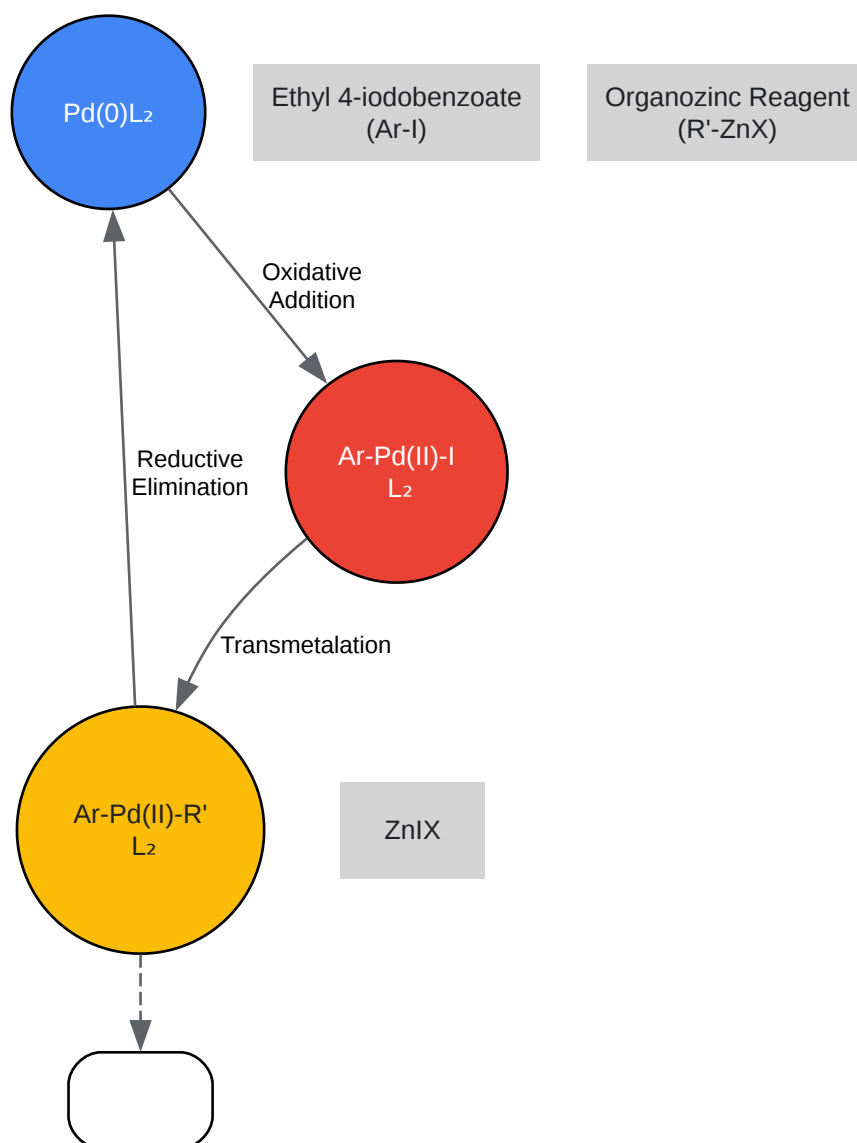 Pd(0)L₂
Ethyl 4-iodobenzoate
(Ar-I)
Organozinc Reagent
(R'-ZnX)
Oxidative
Addition
Ar-Pd(II)-I
L₂
Reductive
Elimination
Transmetalation
Ar-Pd(II)-R'
L₂
ZnIX